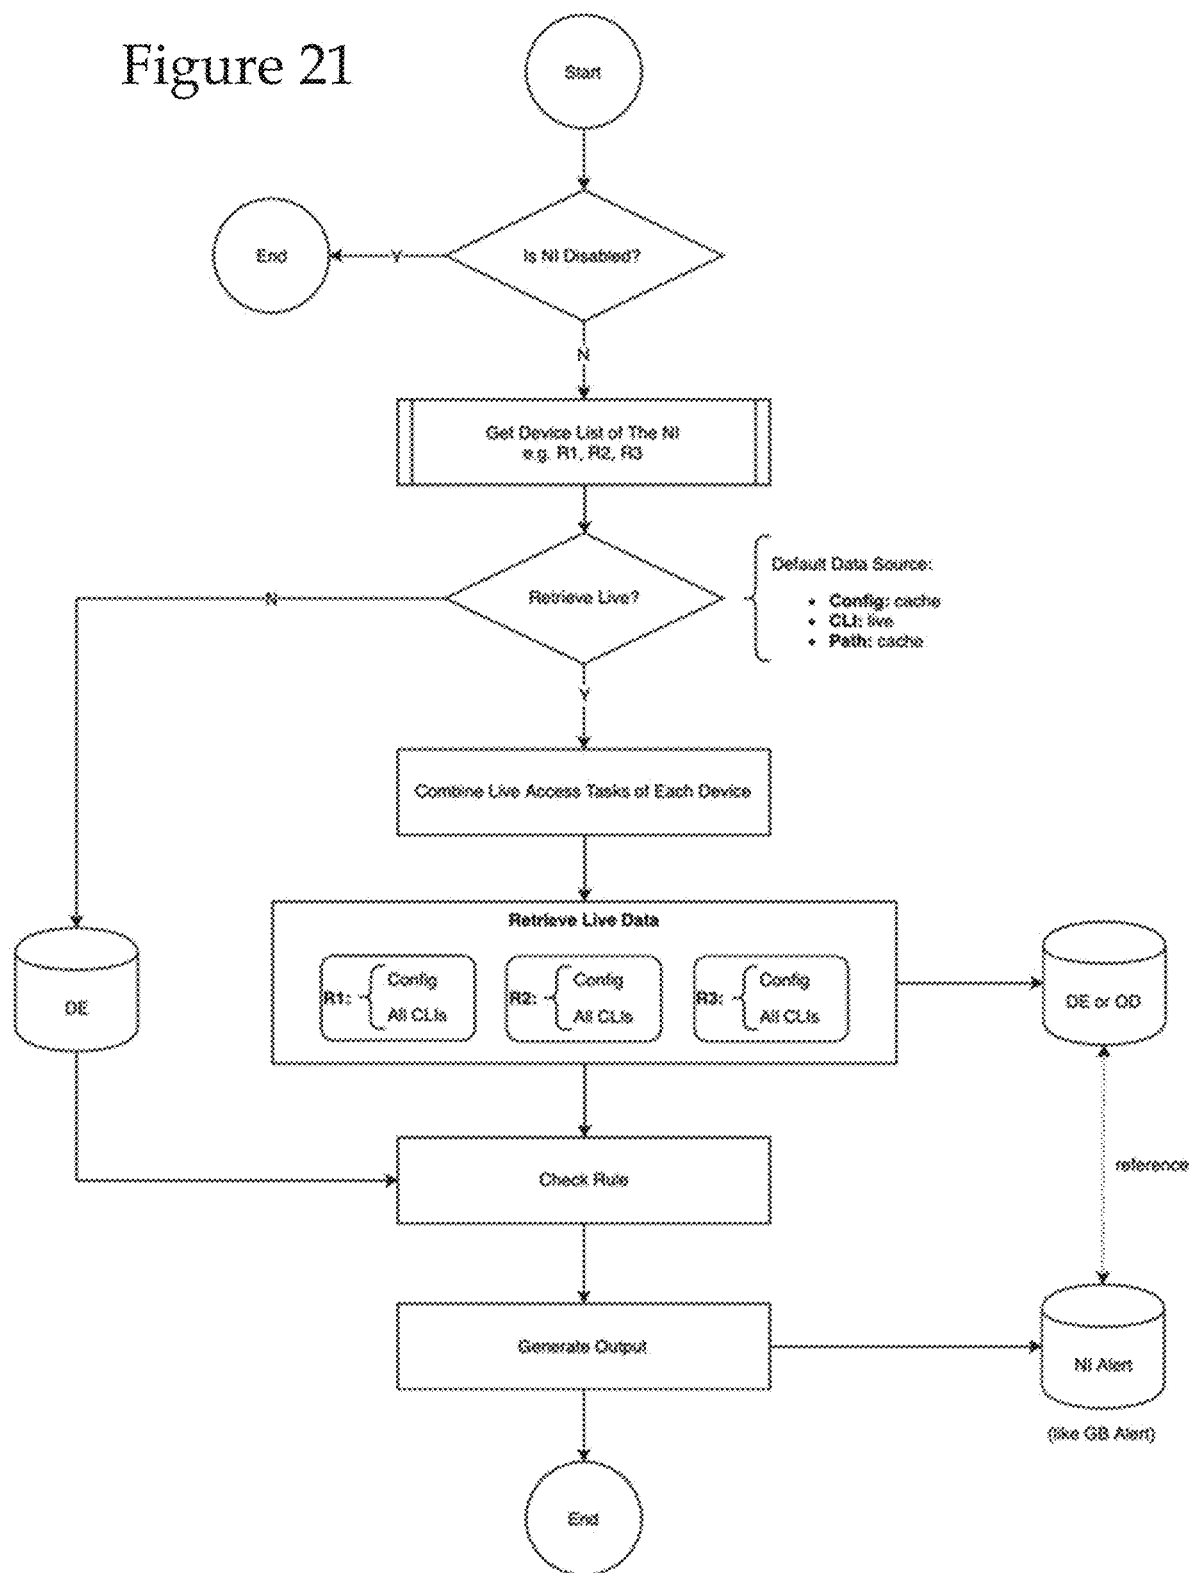 Figure 21
Start
Is NI Disabled?
Y
End
N
Get Device List of The NI
e.g. R1, R2, R3
Retrieve Live?
N
Default Data Source:
• Config: cache
• CLI: live
• Path: cache
Y
Combine Live Access Tasks of Each Device
Retrieve Live Data
R1:
Config
All CLIs
R2:
Config
All CLIs
R3:
Config
All CLIs
DE
DE or OD
Check Rule
reference
Generate Output
NI Alert
(like GB Alert)
End